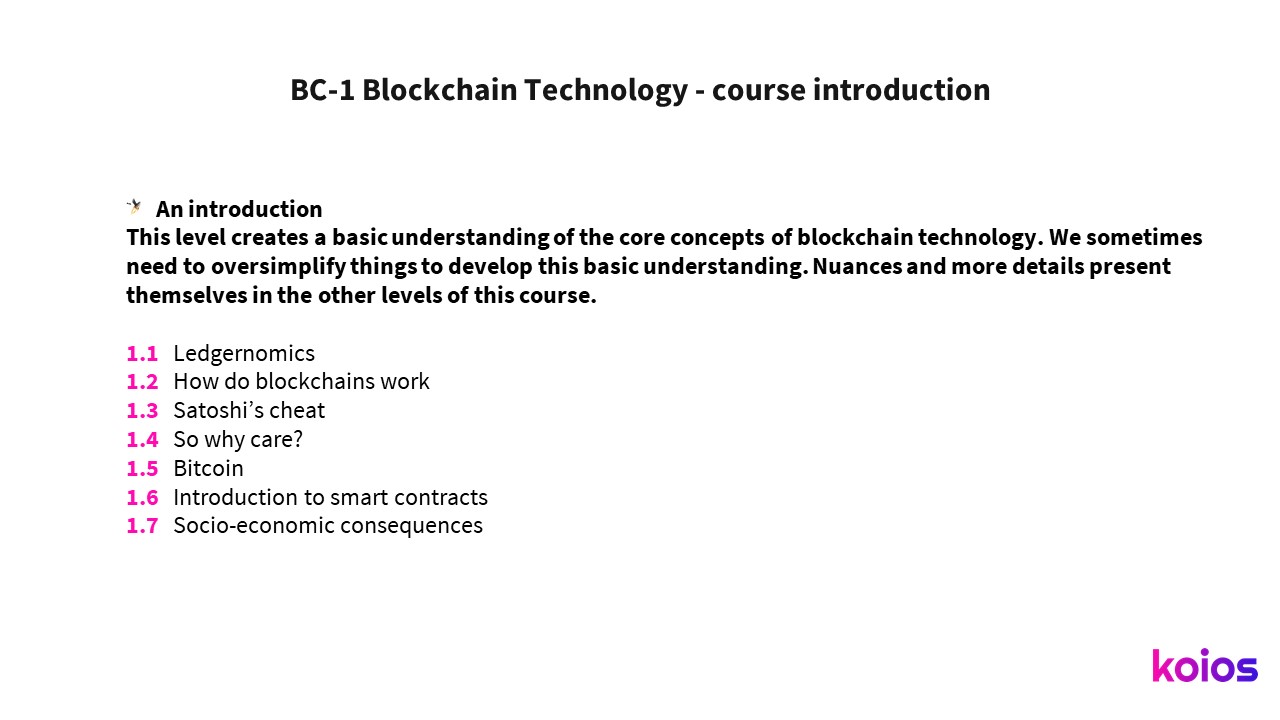 BC-1 Blockchain Technology - course introduction
An introduction
This level creates a basic understanding of the core concepts of blockchain technology. We sometimes
need to oversimplify things to develop this basic understanding. Nuances and more details present
themselves in the other levels of this course.
1.1 Ledgernomics
1.2 How do blockchains work
1.3 Satoshi’s cheat
1.4 So why care?
1.5 Bitcoin
1.6 Introduction to smart contracts
1.7 Socio-economic consequences
koios